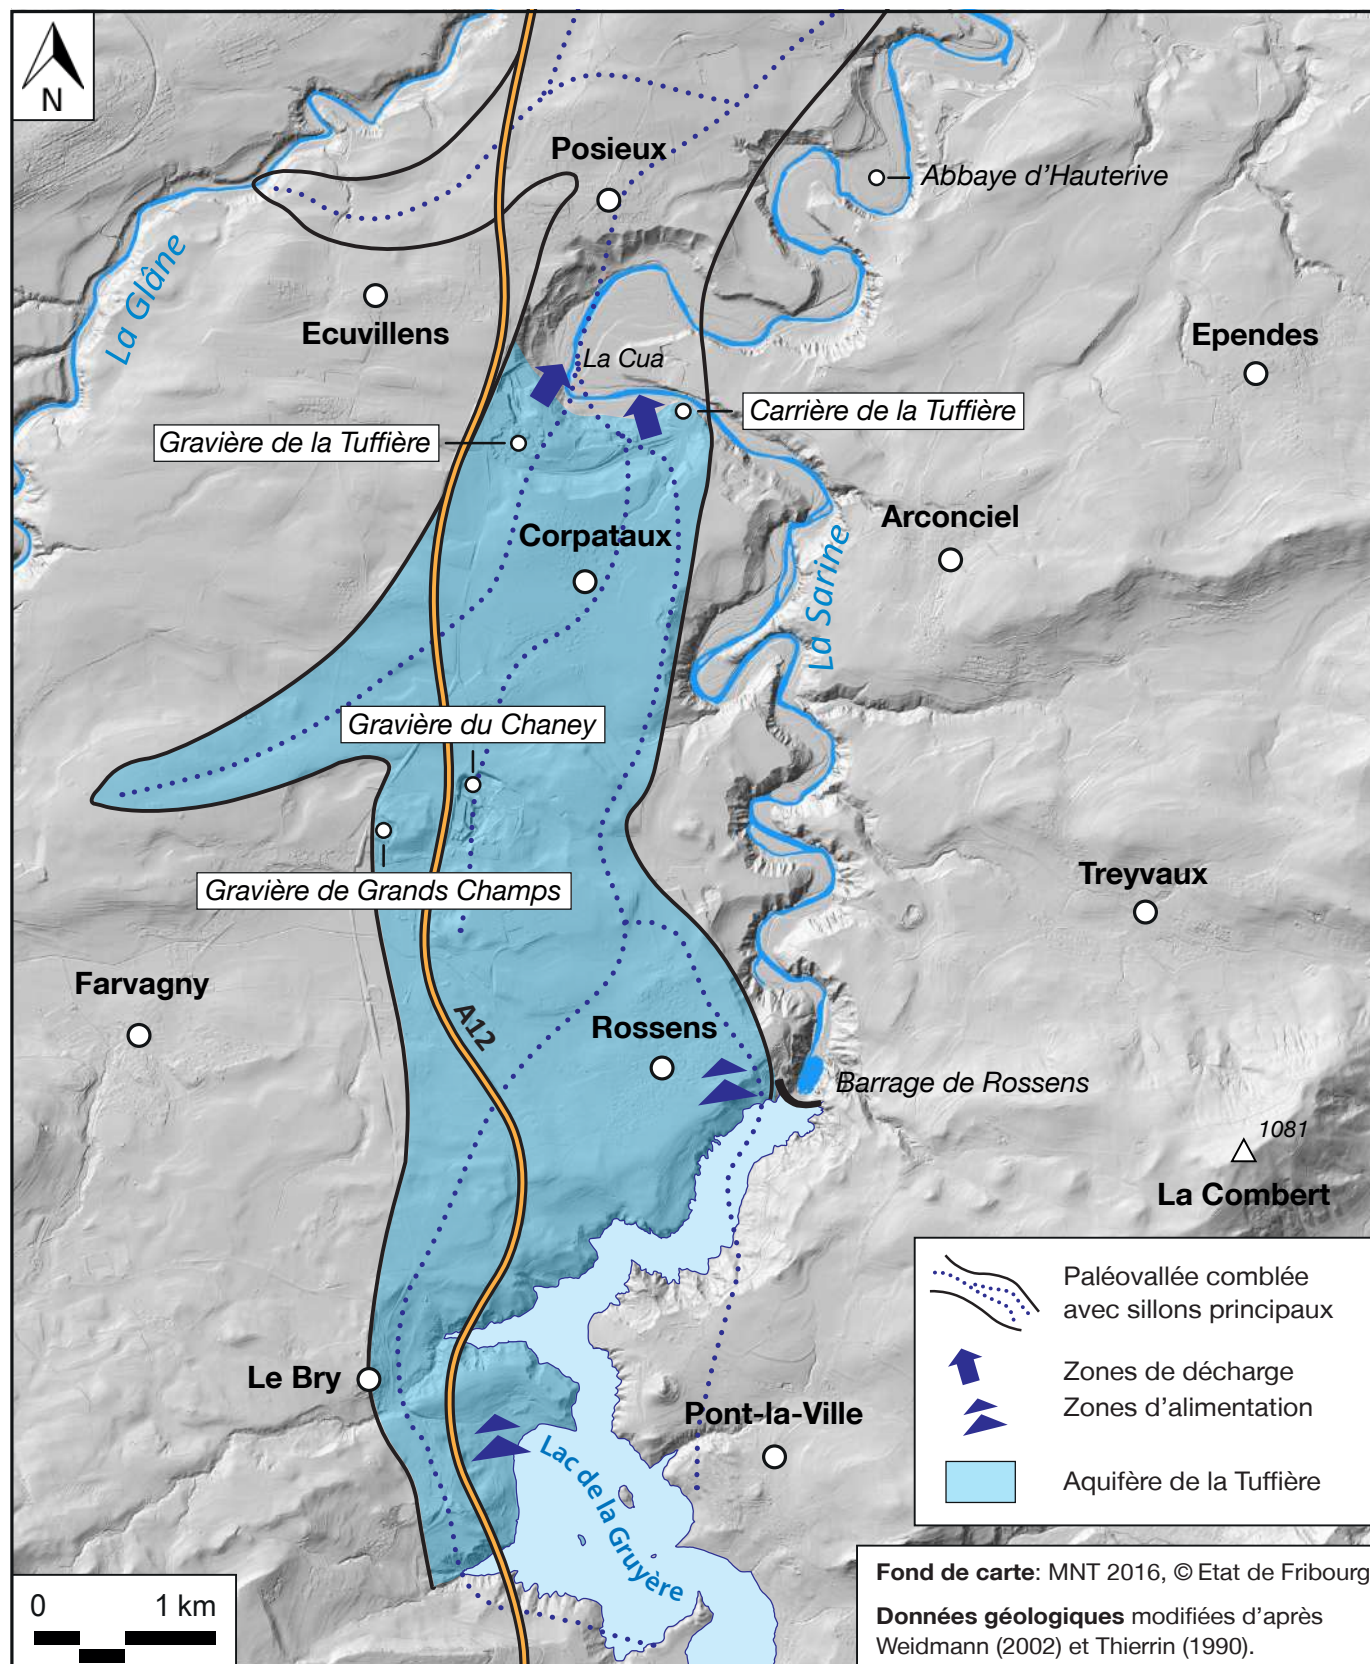 N
Posieux
Abbaye d'Hauterive
La Glâne
Ecuvillens
Ependes
La Cua
Carrière de la Tuffière
Gravière de la Tuffière
Arconciel
Corpataux
La Sarine
Gravière du Chaney
Treyvaux
Gravière de Grands Champs
Farvagny
A12
Rossens
Barrage de Rossens
1081
La Combert
Paléovallée comblée
avec sillons principaux
Le Bry
Zones de décharge
Pont-la-Ville
Zones d'alimentation
Lac de la Gruyère
Aquifère de la Tuffière
Fond de carte: MNT 2016, © Etat de Fribourg
0 1 km
Données géologiques modifiées d'après
Weidmann (2002) et Thierrin (1990).